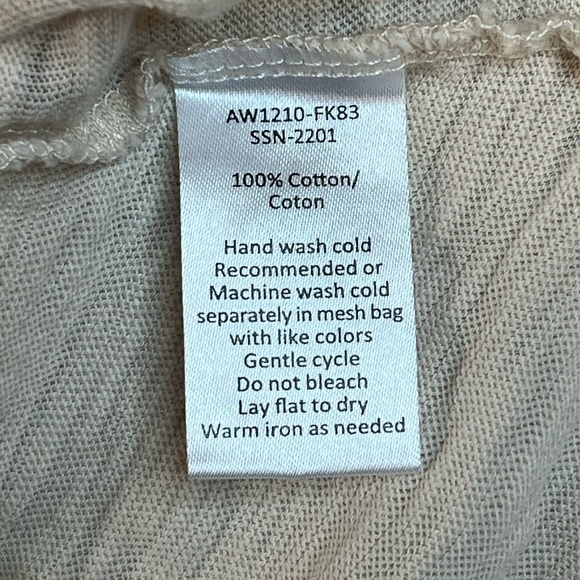 AW1210-FK83
SSN-2201
100% Cotton/
Coton
Hand wash cold
Recommended or
Machine wash cold
separately in mesh bag
with like colors
Gentle cycle
Do not bleach
Lay flat to dry
Warm iron as needed